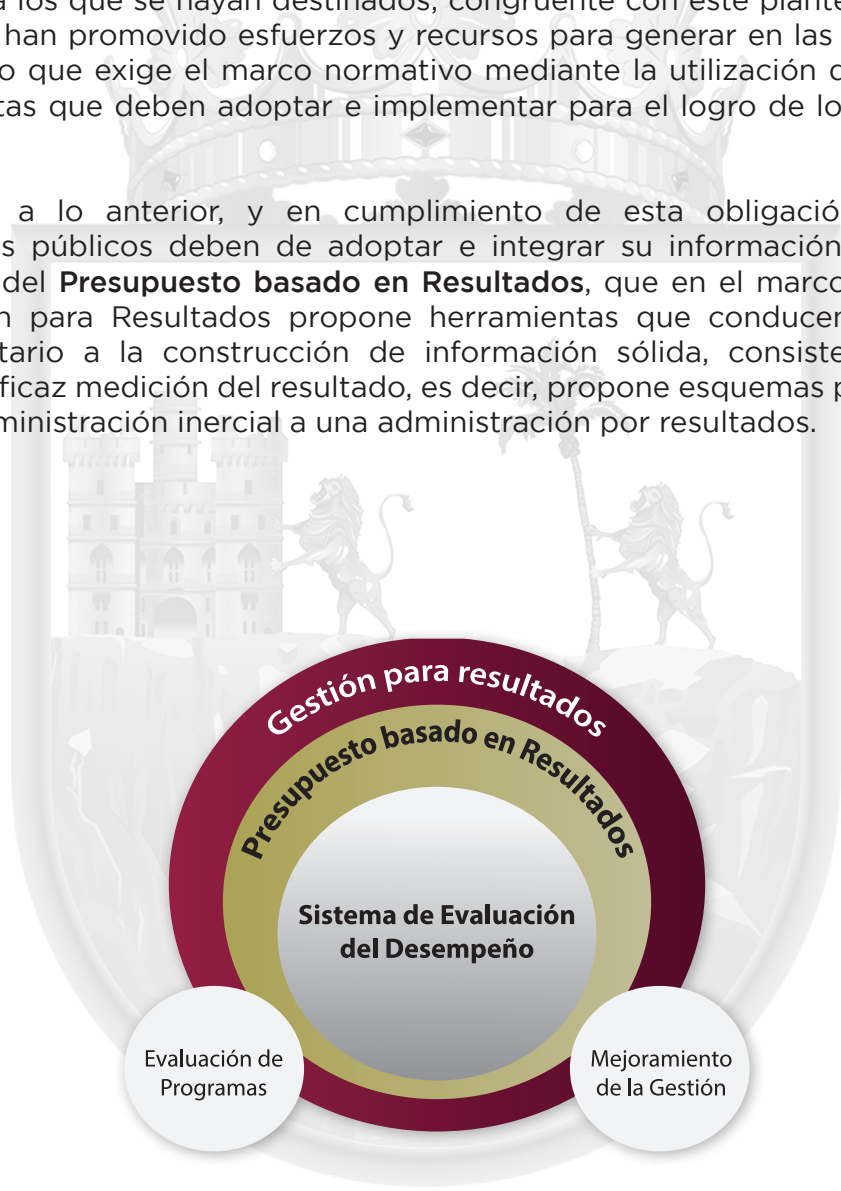 a los que se hayan destinados, congruente con este plante
han promovido esfuerzos y recursos para generar en las
o que exige el marco normativo mediante la utilización
tas que deben adoptar e implementar para el logro de lo
a lo anterior, y en cumplimiento de esta obligació
s públicos deben de adoptar e integrar su información
del Presupuesto basado en Resultados, que en el marco
n para Resultados propone herramientas que conducen
tario a la construcción de información sólida, consiste
ficaz medición del resultado, es decir, propone esquemas p
ministración inercial a una administración por resultados.
Gestión para resultados
Presupuesto basado en Resultados
Sistema de Evaluación
del Desempeño
Evaluación de
Programas
Mejoramiento
de la Gestión